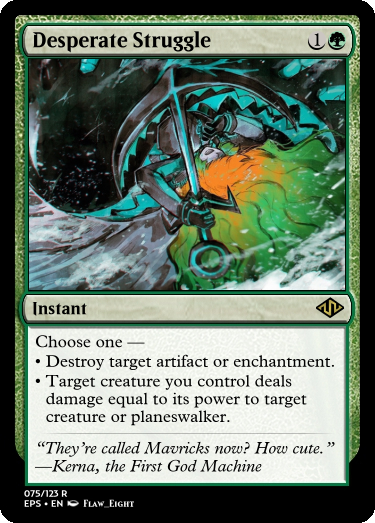 Desperate Struggle 1
Instant
Choose one —
• Destroy target artifact or enchantment.
• Target creature you control deals
damage equal to its power to target
creature or planeswalker.
“They’re called Mavricks now? How cute.”
—Kerna, the First God Machine
075/123 R
EPS • EN Flaw_Eight